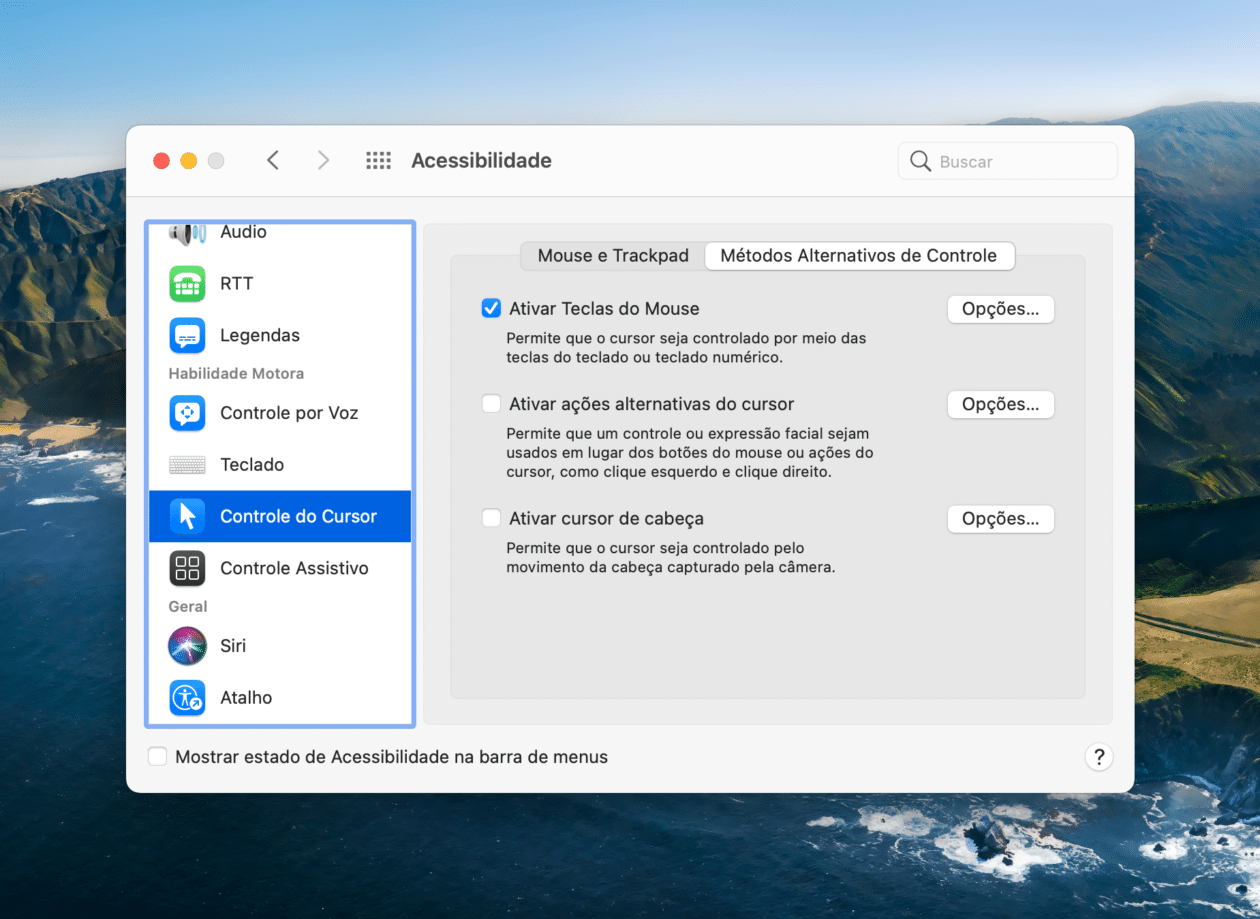 Acessibilidade
Buscar
Áudio
RTT
Legendas
Habilidade Motora
Controle por Voz
Teclado
Controle do Cursor
Controle Assistivo
Geral
Siri
Atalho
Mouse e Trackpad
Métodos Alternativos de Controle
Ativar Teclas do Mouse
Opções...
Permite que o cursor seja controlado por meio das
teclas do teclado ou teclado numérico.
Ativar ações alternativas do cursor
Opções...
Permite que um controle ou expressão facial sejam
usados em lugar dos botões do mouse ou ações do
cursor, como clique esquerdo e clique direito.
Ativar cursor de cabeça
Opções...
Permite que o cursor seja controlado pelo
movimento da cabeça capturado pela câmera.
Mostrar estado de Acessibilidade na barra de menus
?